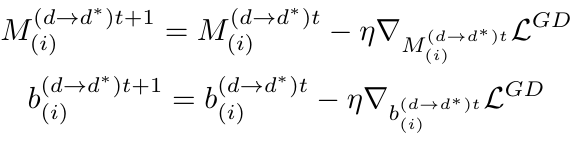 $M_{(i)}^{(d \to d^*)t+1} = M_{(i)}^{(d \to d^*)t} - \eta \nabla_{M_{(i)}^{(d \to d^*)t}} \mathcal{L}^{GD}$
$b_{(i)}^{(d \to d^*)t+1} = b_{(i)}^{(d \to d^*)t} - \eta \nabla_{b_{(i)}^{(d \to d^*)t}} \mathcal{L}^{GD}$